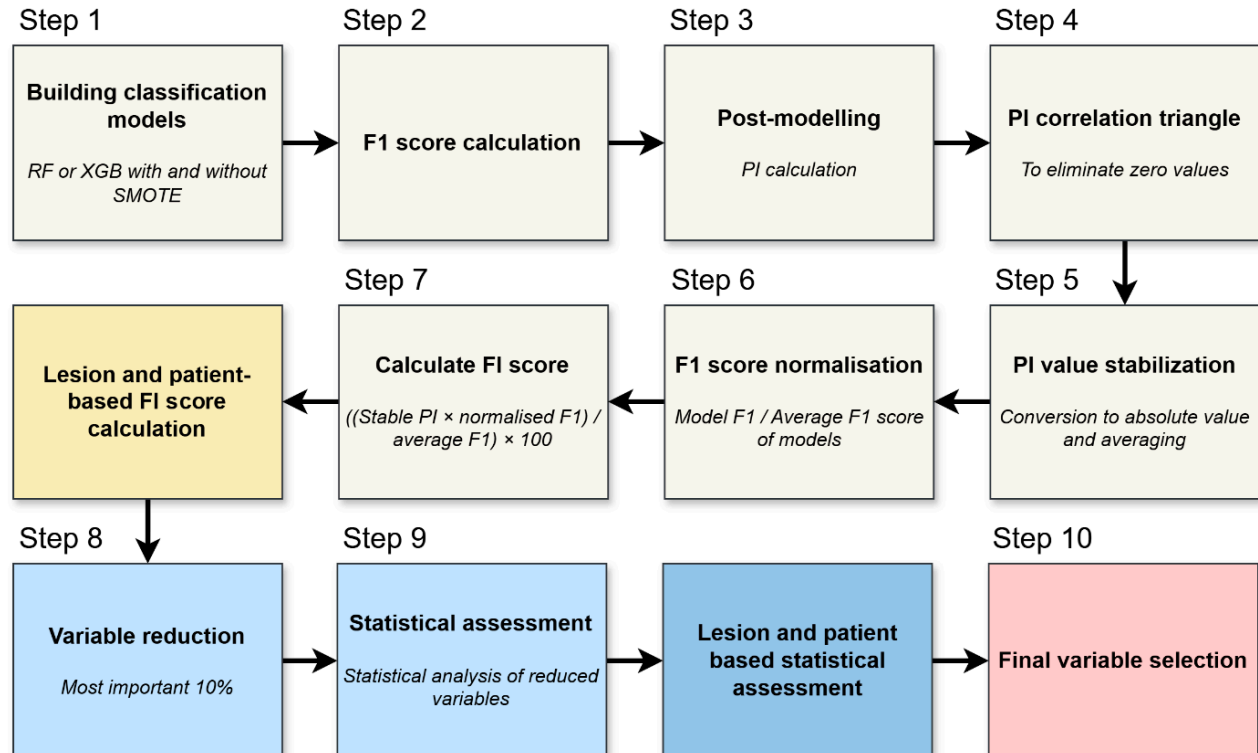 Step 1
Building classification
models
RF or XGB with and without
SMOTE
Step 2
F1 score calculation
Step 3
Post-modelling
PI calculation
Step 4
PI correlation triangle
To eliminate zero values
Step 5
PI value stabilization
Conversion to absolute value
and averaging
Step 6
F1 score normalisation
Model F1 / Average F1 score
of models
Step 7
Calculate FI score
((Stable PI × normalised F1) /
average F1) × 100
Lesion and patient-
based FI score
calculation
Step 8
Variable reduction
Most important 10%
Step 9
Statistical assessment
Statistical analysis of reduced
variables
Lesion and patient
based statistical
assessment
Step 10
Final variable selection